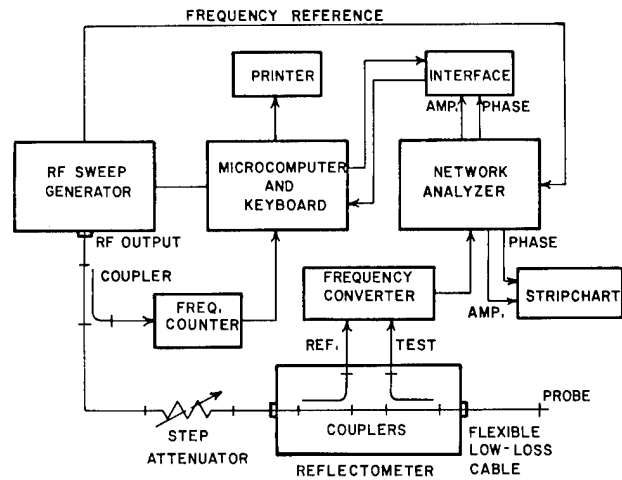 FREQUENCY REFERENCE
PRINTER
INTERFACE
AMP. PHASE
RF SWEEP
GENERATOR
MICROCOMPUTER
AND
KEYBOARD
NETWORK
ANALYZER
RF OUTPUT
PHASE
COUPLER
FREQ.
COUNTER
FREQUENCY
CONVERTER
STRIPCHART
AMP.
REF. TEST
PROBE
STEP
ATTENUATOR
COUPLERS
REFLECTOMETER
FLEXIBLE
LOW-LOSS
CABLE